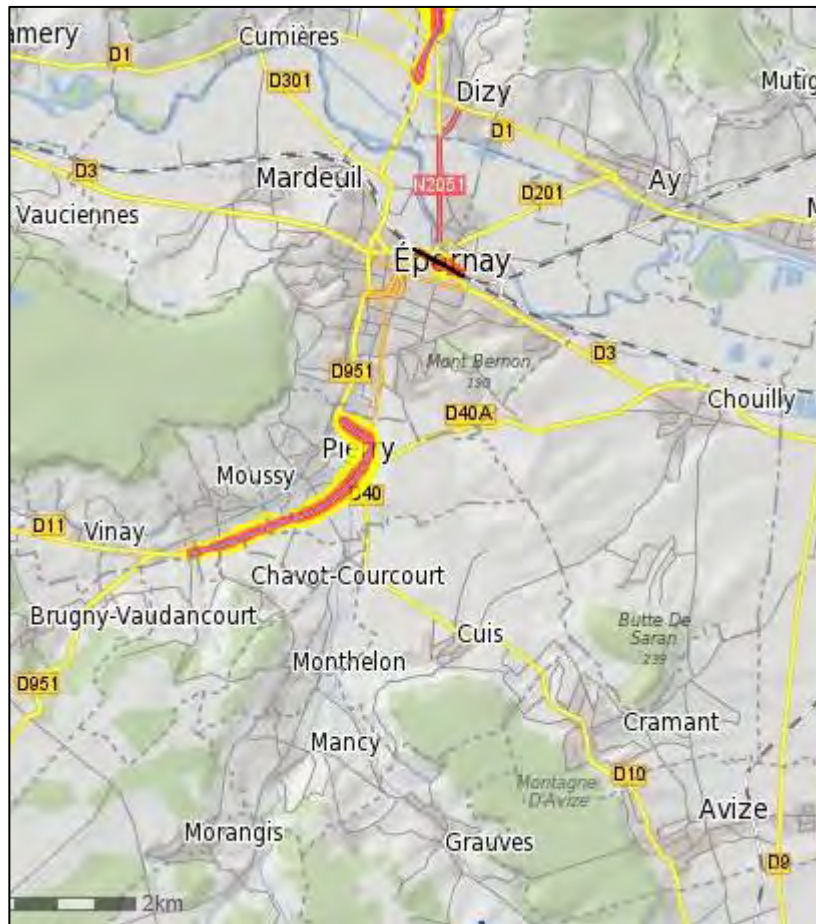 amery
Cumières
D1
D301
Dizy
Mutig
D1
D3
Mardeuil
N2051
D201
Ay
Vauciennes
M
Épernay
D951
Mont Bernon
190
D3
D40A
Chouilly
Pierry
Moussy
D40
D11
Vinay
Chavot-Courcourt
Brugny-Vaudancourt
Butte De
Saran
239
Cuis
Monthelon
D951
Mancy
Cramant
D10
Montagne
D'Avize
Avize
Morangis
Grauves
D9
2km